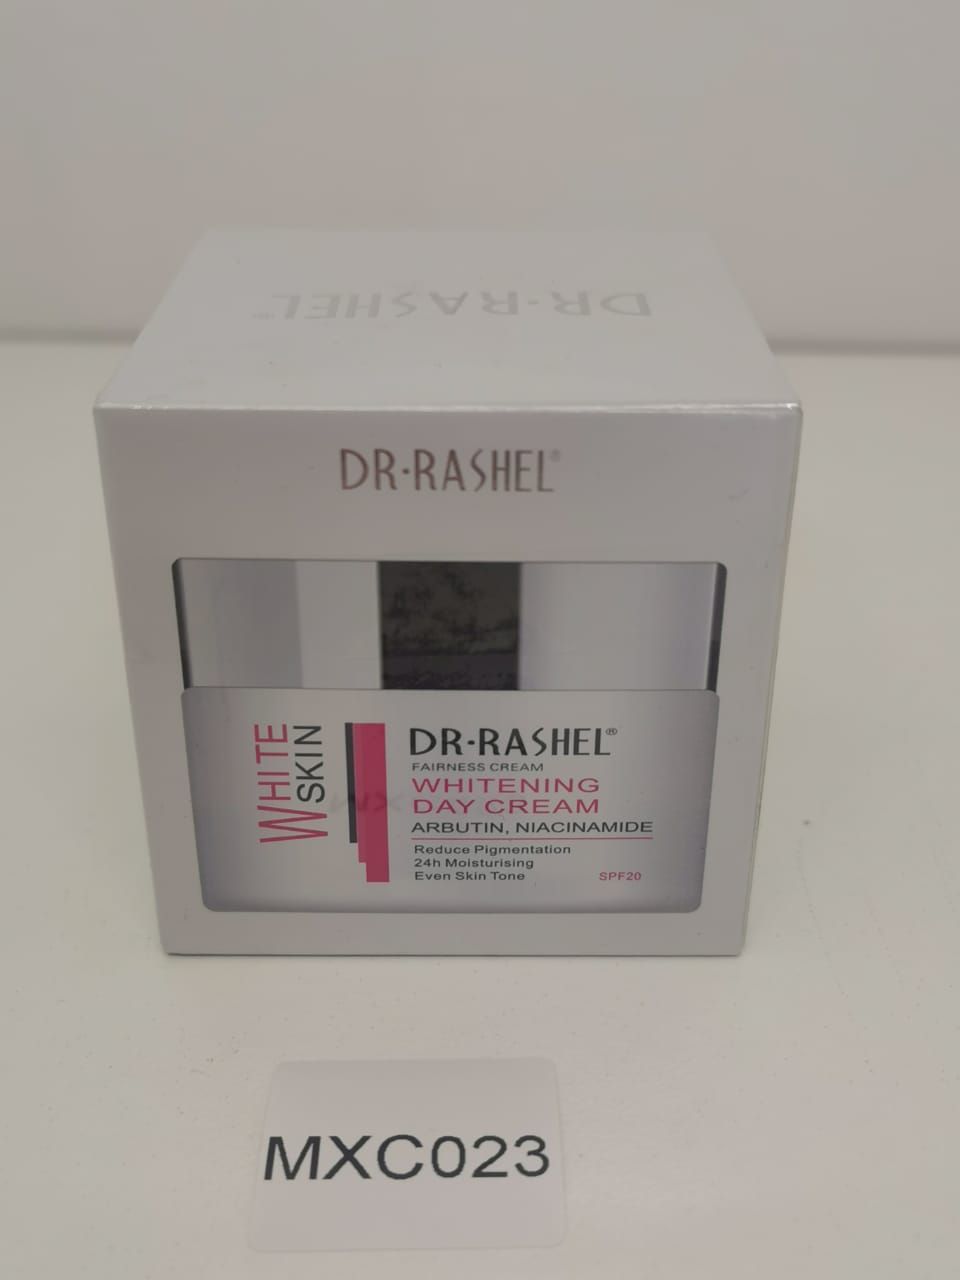 DR·RASHEL®
DR·RASHEL®
WHITE
SKIN
DR·RASHEL®
FAIRNESS CREAM
WHITENING
DAY CREAM
ARBUTIN, NIACINAMIDE
Reduce Pigmentation
24h Moisturising
Even Skin Tone
SPF20
MXC023